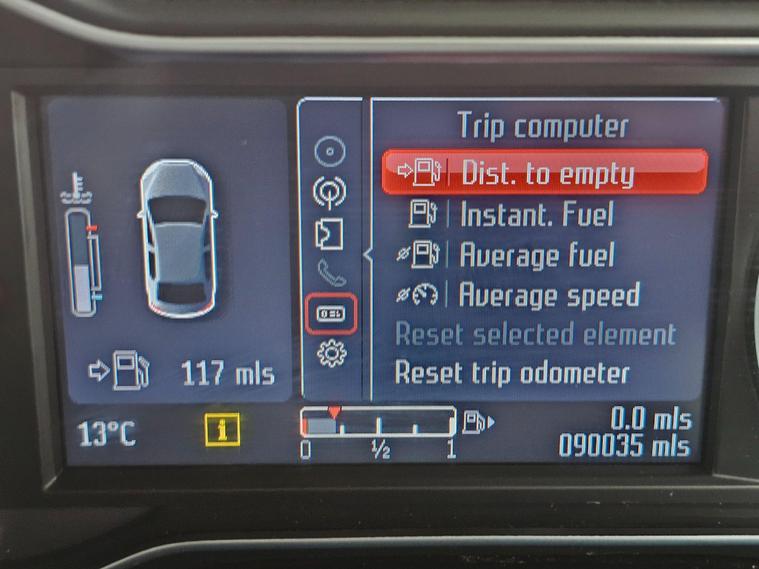 Trip computer
Dist. to empty
Instant. Fuel
Average fuel
Average speed
Reset selected element
Reset trip odometer
117 mls
13°C
i
0 1/2 1
0.0 mls
090035 mls